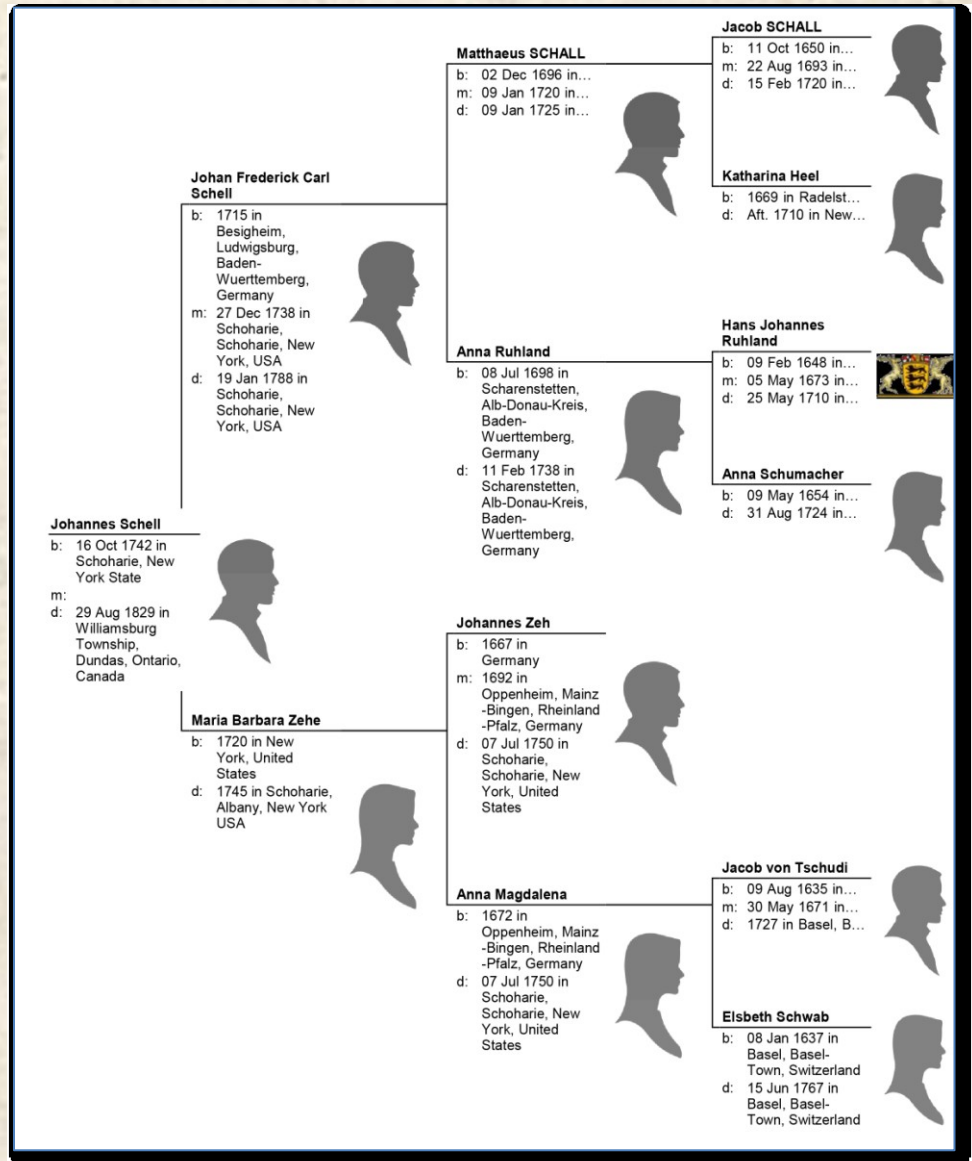 Jacob SCHALL
b: 11 Oct 1650 in…
m: 22 Aug 1693 in…
d: 15 Feb 1720 in…
Matthaeus SCHALL
b: 02 Dec 1696 in…
m: 09 Jan 1720 in…
d: 09 Jan 1725 in…
Katharina Heel
b: 1669 in Radelst…
d: Aft. 1710 in New…
Johan Frederick Carl
Schell
b: 1715 in
Besigheim,
Ludwigsburg,
Baden-
Wuerttemberg,
Germany
m: 27 Dec 1738 in
Schoharie,
Schoharie, New
York, USA
d: 19 Jan 1788 in
Schoharie,
Schoharie, New
York, USA
Hans Johannes
Ruhland
b: 09 Feb 1648 in…
m: 05 May 1673 in…
d: 25 May 1710 in…
Anna Ruhland
b: 08 Jul 1698 in
Scharenstetten,
Alb-Donau-Kreis,
Baden-
Wuerttemberg,
Germany
d: 11 Feb 1738 in
Scharenstetten,
Alb-Donau-Kreis,
Baden-
Wuerttemberg,
Germany
Anna Schumacher
b: 09 May 1654 in…
d: 31 Aug 1724 in…
Johannes Schell
b: 16 Oct 1742 in
Schoharie, New
York State
m:
d: 29 Aug 1829 in
Williamsburg
Township,
Dundas, Ontario,
Canada
Johannes Zeh
b: 1667 in
Germany
m: 1692 in
Oppenheim, Mainz
-Bingen, Rheinland
-Pfalz, Germany
d: 07 Jul 1750 in
Schoharie,
Schoharie, New
York, United
States
Maria Barbara Zehe
b: 1720 in New
York, United
States
d: 1745 in Schoharie,
Albany, New York
USA
Jacob von Tschudi
b: 09 Aug 1635 in…
m: 30 May 1671 in…
d: 1727 in Basel, B…
Anna Magdalena
b: 1672 in
Oppenheim, Mainz
-Bingen, Rheinland
-Pfalz, Germany
d: 07 Jul 1750 in
Schoharie,
Schoharie, New
York, United
States
Elsbeth Schwab
b: 08 Jan 1637 in
Basel, Basel-
Town, Switzerland
d: 15 Jun 1767 in
Basel, Basel-
Town, Switzerland